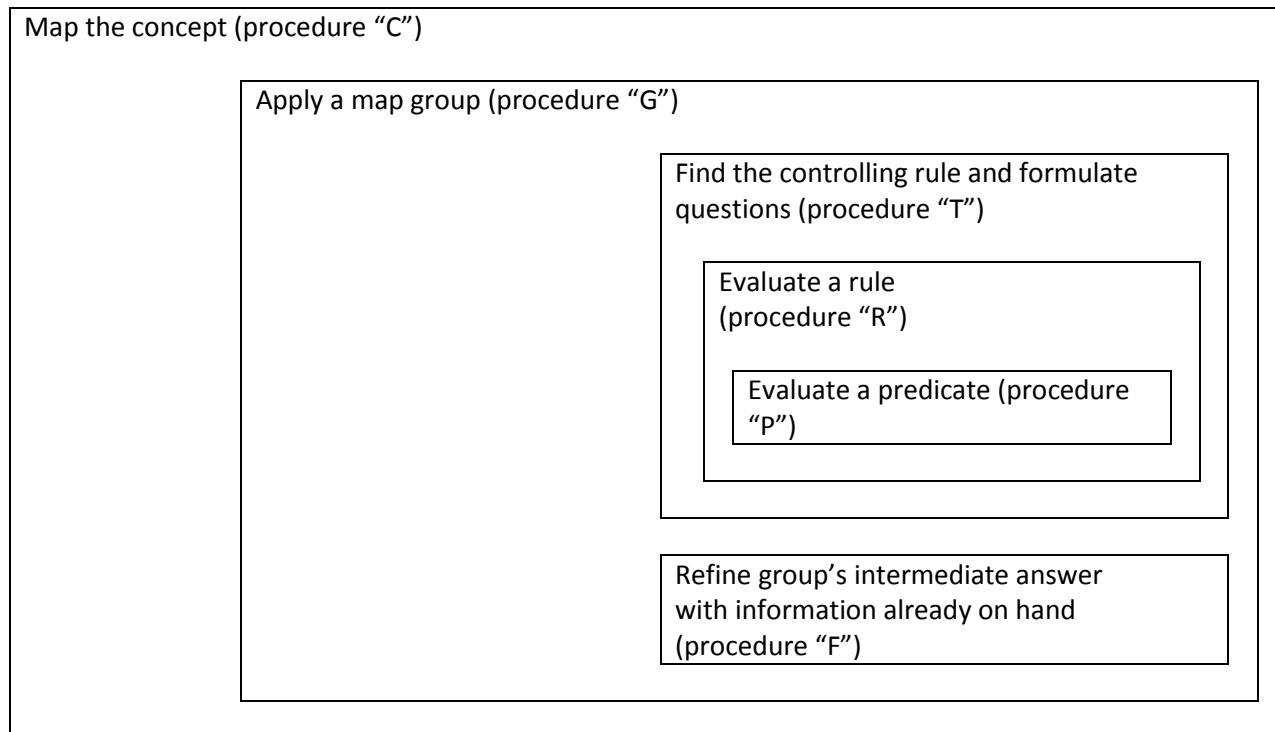 Map the concept (procedure “C”)
Apply a map group (procedure “G”)
Find the controlling rule and formulate
questions (procedure “T”)
Evaluate a rule
(procedure “R”)
Evaluate a predicate (procedure
“P”)
Refine group’s intermediate answer
with information already on hand
(procedure “F”)